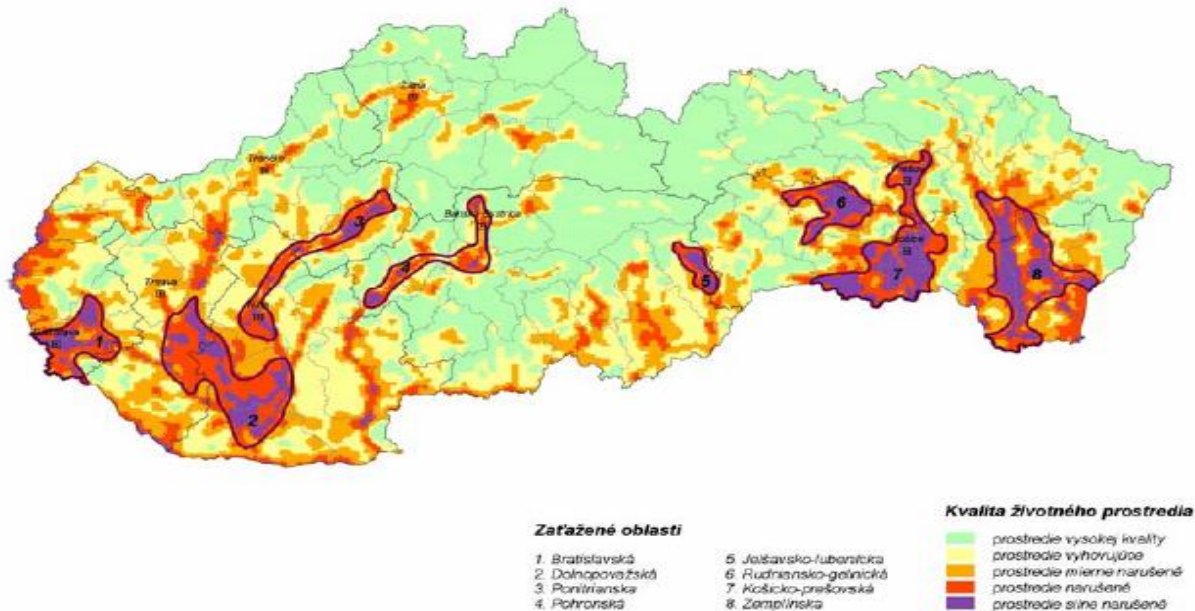 Žilina
Trenčín
3
Banská Bystrica
6
Prešov
Košice
4
5
7
8
Trnava
Nitra
Bratislava
1
2
Zaťažené oblasti
1. Bratislavská
2. Dolnopovažská
3. Ponitrianska
4. Pohronská
5 Jelšavsko-lubenícka
6 Rudniansko-gelnická
7 Košicko-prešovská
8. Zemplínska
Kvalita životného prostredia
prostredie vysokej kvality
prostredie vyhovujúce
prostredie mierne narušené
prostredie narušené
prostredie silne narušené